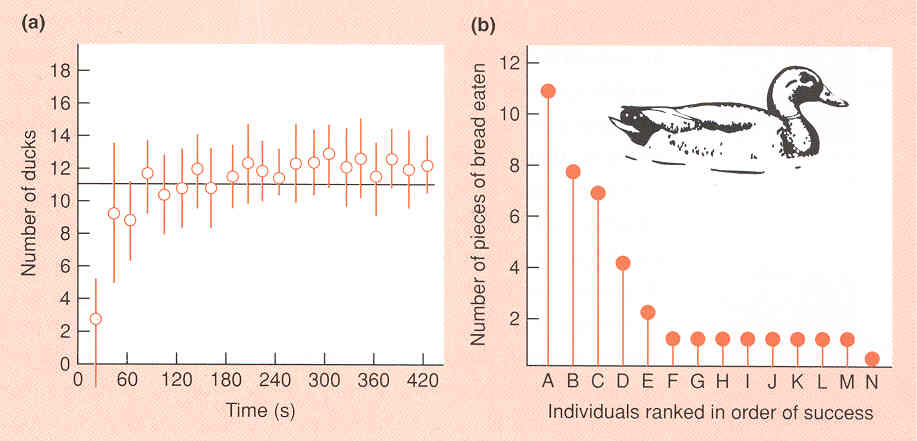 (a)
Number of ducks
18
16
14
12
10
8
6
4
2
0
0 60 120 180 240 300 360 420
Time (s)
(b)
Number of pieces of bread eaten
12
10
8
6
4
2
A B C D E F G H I J K L M N
Individuals ranked in order of success